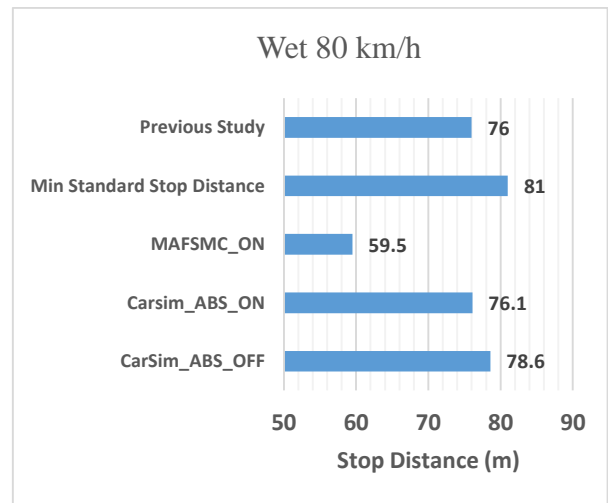 Wet 80 km/h
Previous Study 76
Min Standard Stop Distance 81
MAFSMC_ON 59.5
Carsim_ABS_ON 76.1
CarSim_ABS_OFF 78.6
50 60 70 80 90
Stop Distance (m)